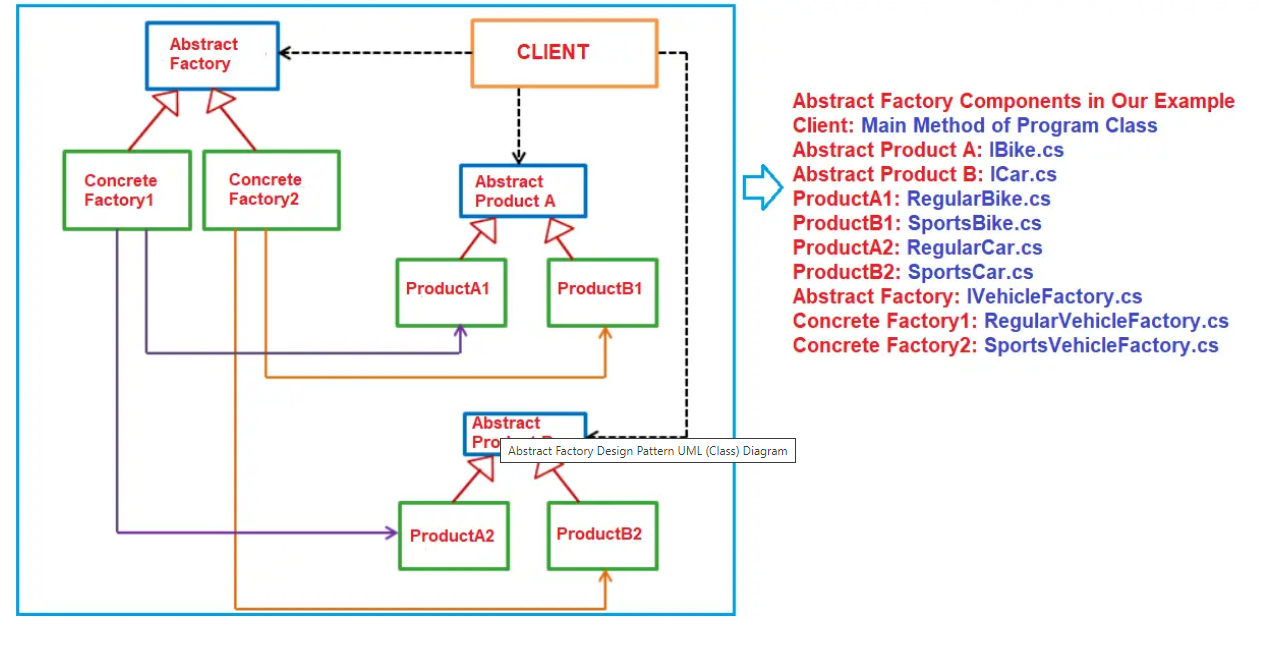 Abstract
Factory
CLIENT
Concrete
Factory1
Concrete
Factory2
Abstract
Product A
ProductA1
ProductB1
Abstract
Abstract Factory Design Pattern UML (Class) Diagram
ProductA2
ProductB2
Abstract Factory Components in Our Example
Client: Main Method of Program Class
Abstract Product A: IBike.cs
Abstract Product B: ICar.cs
ProductA1: RegularBike.cs
ProductB1: SportsBike.cs
ProductA2: RegularCar.cs
ProductB2: SportsCar.cs
Abstract Factory: IVehicleFactory.cs
Concrete Factory1: RegularVehicleFactory.cs
Concrete Factory2: SportsVehicleFactory.cs